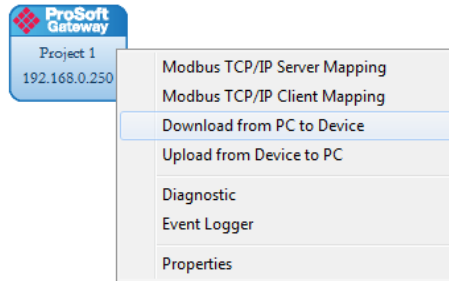 ProSoft
Gateway
Project 1
192.168.0.250
Modbus TCP/IP Server Mapping
Modbus TCP/IP Client Mapping
Download from PC to Device
Upload from Device to PC
Diagnostic
Event Logger
Properties